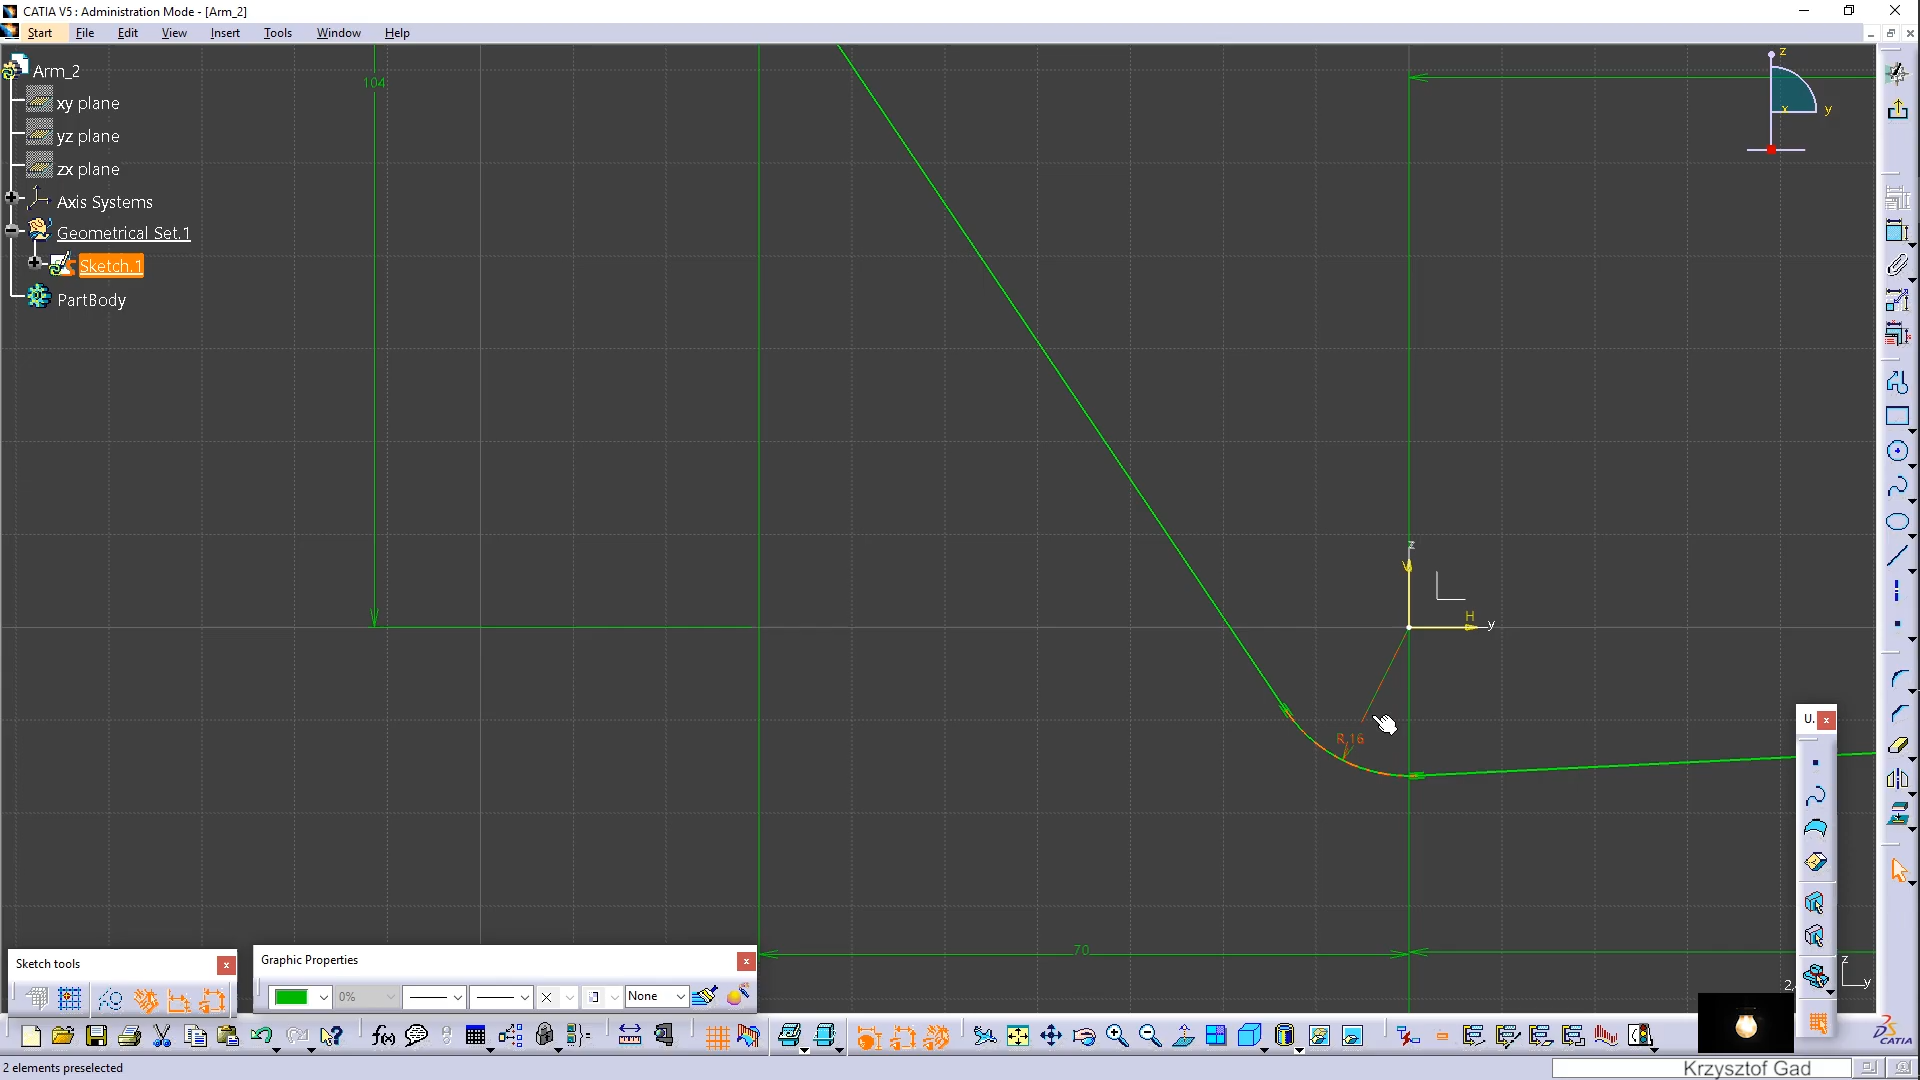 CATIA V5 : Administration Mode - [Arm_2]
Start File Edit View Insert Tools Window Help
104
z
x y
Arm_2
xy plane
yz plane
zx plane
Axis Systems
Geometrical Set.1
Sketch.1
PartBody
z
V
H
y
R 16
U.
70
Sketch tools
Graphic Properties
0%
None
z
y
f(x)
CATIA
2 elements preselected
Krzysztof Gad